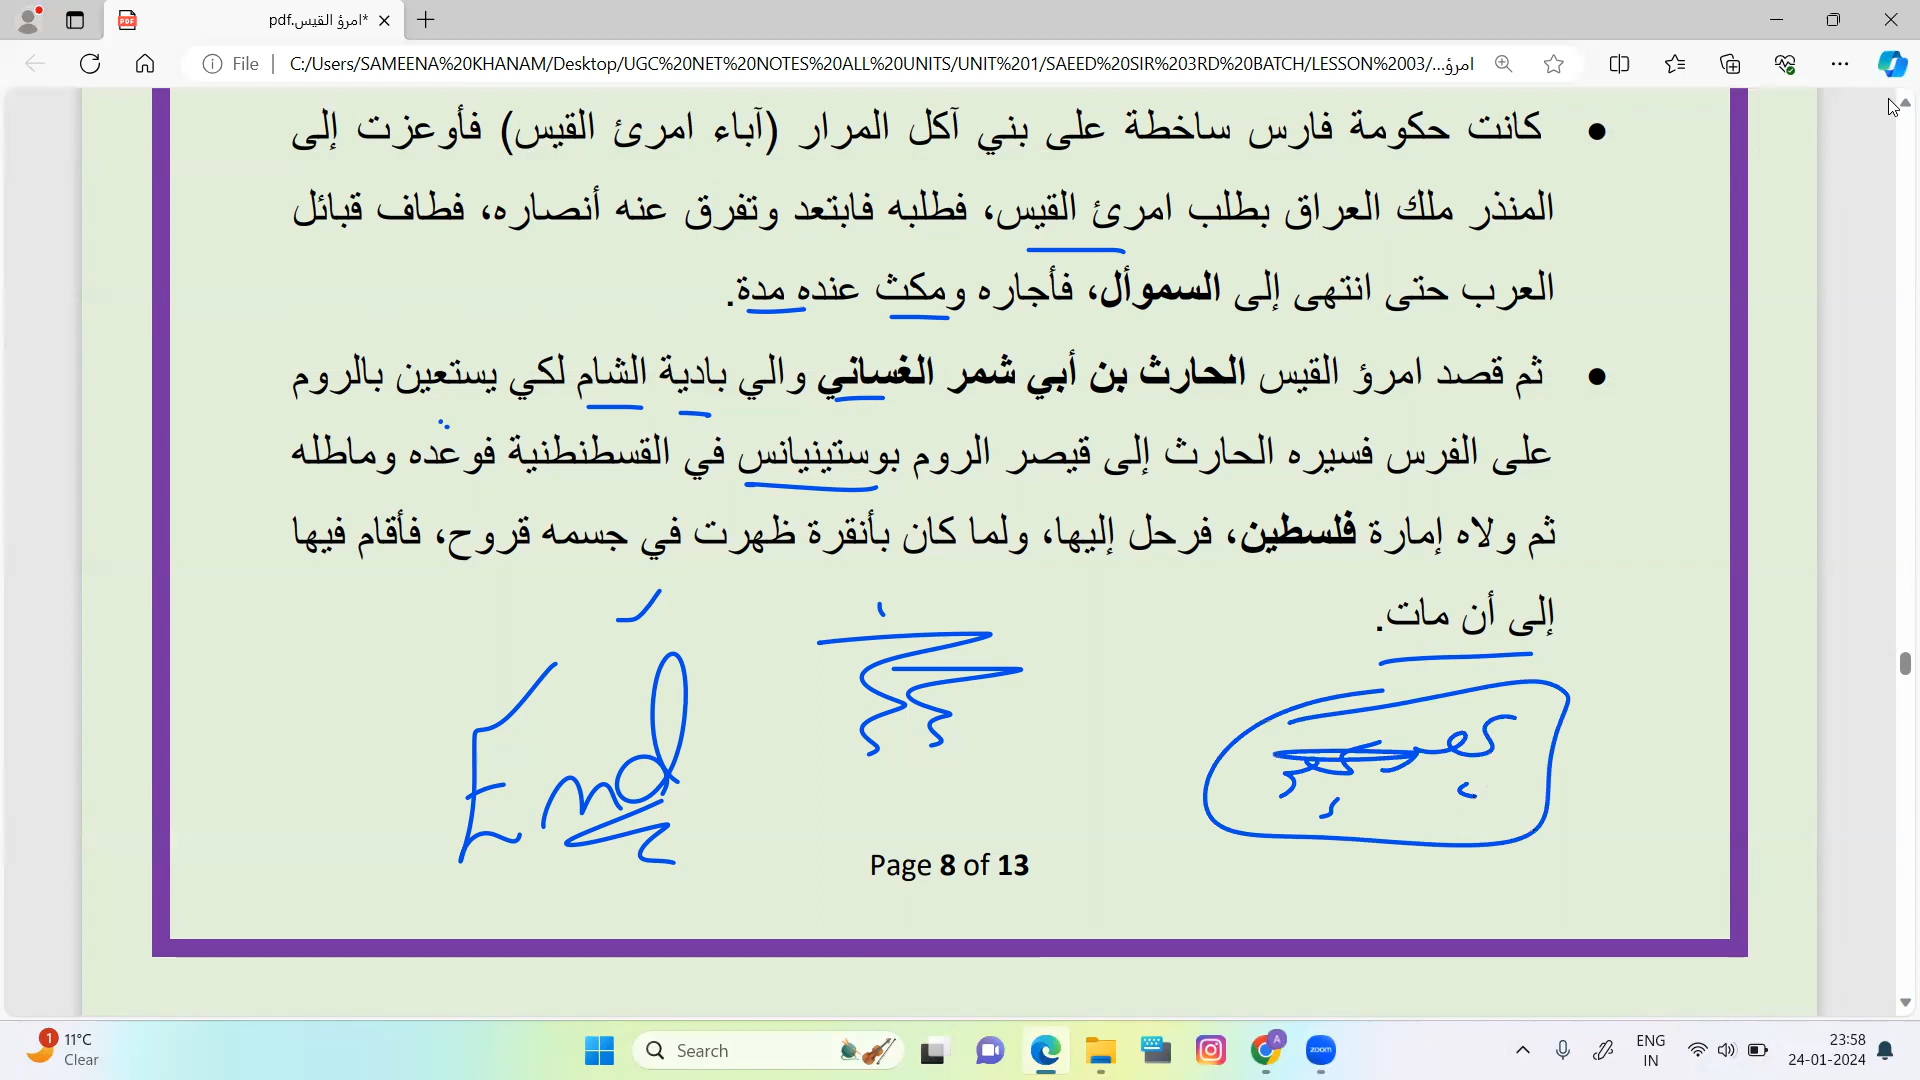 امرؤ القيس.pdf*
File
C:/Users/SAMEENA%20KHANAM/Desktop/UGC%20NET%20NOTES%20ALL%20UNITS/UNIT%201/SAEED%20SIR%203RD%20BATCH/LESSON%2003/امرؤ...
كانت حكومة فارس ساخطة على بني آكل المرار (آباء امرئ القيس) فأوعزت إلى
المنذر ملك العراق بطلب امرئ القيس، فطلبه فابتعد وتفرق عنه أنصاره، فطاف قبائل
العرب حتى انتهى إلى السموأل، فأجاره ومكث عنده مدة.
ثم قصد امرؤ القيس الحارث بن أبي شمر الغساني والي بادية الشام لكي يستعين بالروم
على الفرس فسيره الحارث إلى قيصر الروم بوستينيانس في القسطنطنية فوعده وماطله
ثم ولاه إمارة فلسطين، فرحل إليها، ولما كان بأنقرة ظهرت في جسمه قروح، فأقام فيها
إلى أن مات.
End
Page 8 of 13
1
11°C
Clear
Search
A
zoom
ENG
IN
23:58
24-01-2024